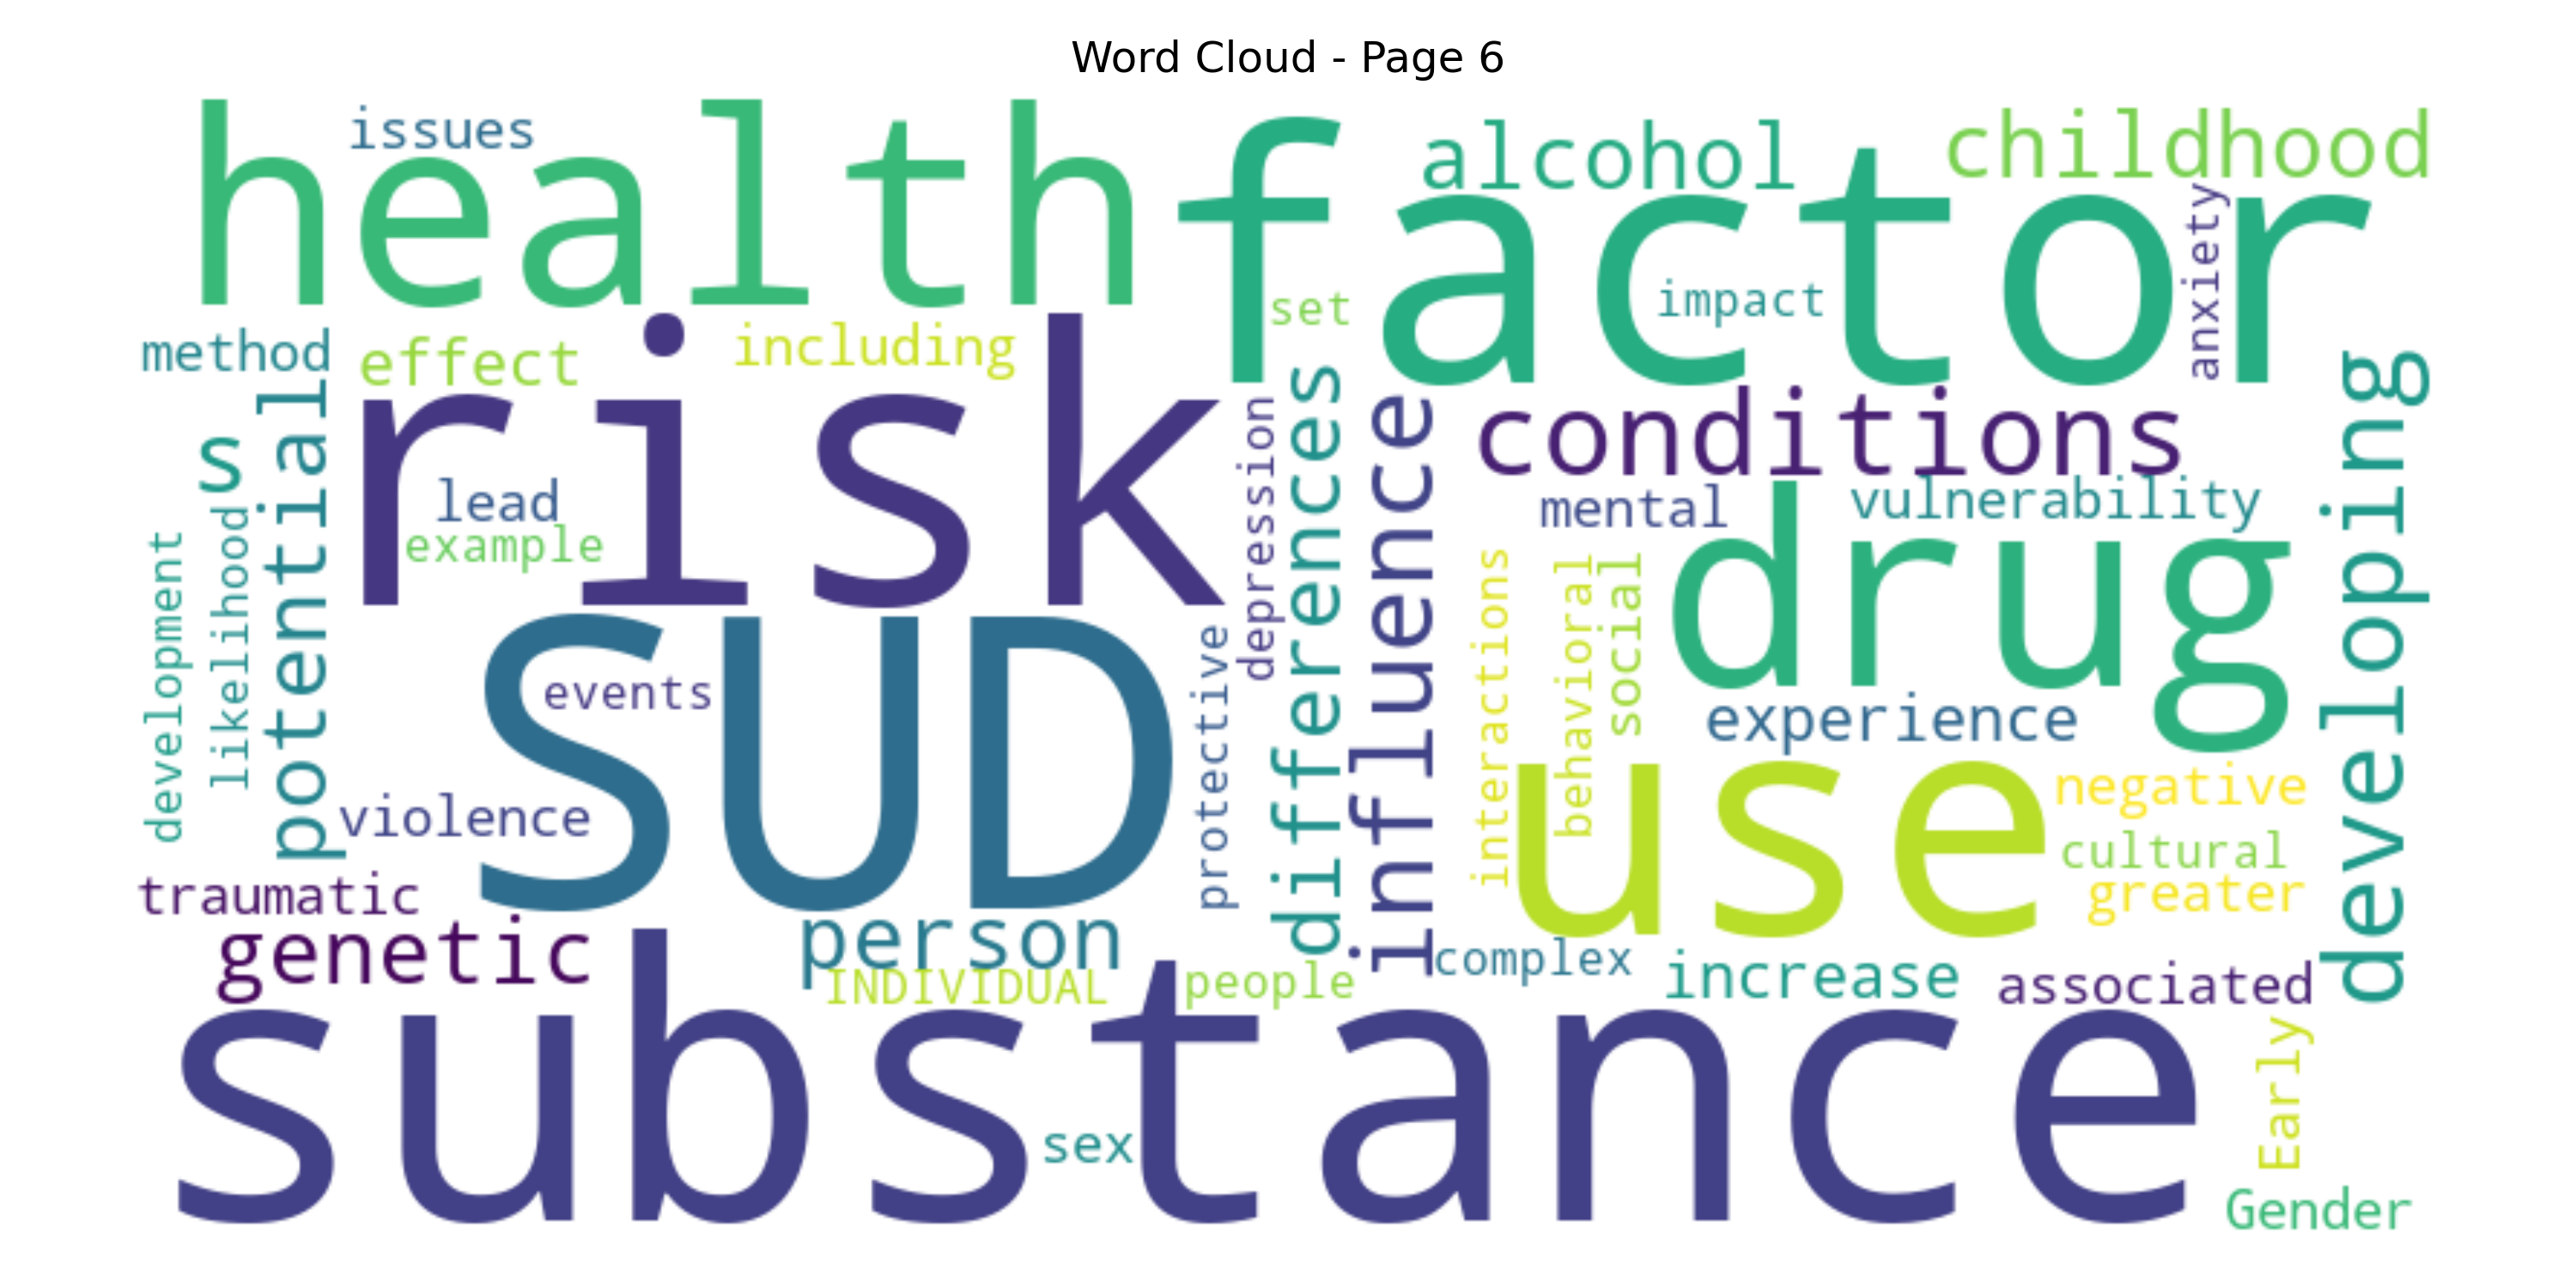 Word Cloud - Page 6
health
issues
factor
alcohol
childhood
anxiety
set
impact
method
effect
including
risk
conditions
s
potential
lead
example
depression
differences
influence
mental
vulnerability
drug
developing
development
likelihood
SUD
events
protective
interactions
behavioral
social
experience
use
negative
cultural
greater
violence
traumatic
genetic
person
INDIVIDUAL
people
complex
increase
associated
substance
sex
Early
Gender